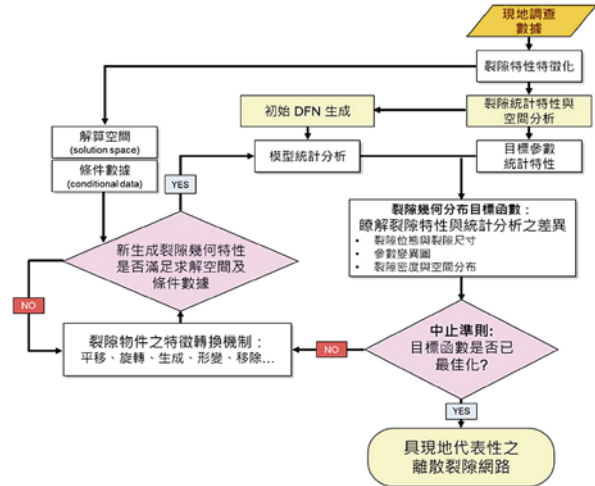 現地調查
數據
裂隙特性特徵化
初始 DFN 生成
裂隙統計特性與
空間分析
解算空間
(solution space)
條件數據
(conditional data)
YES
模型統計分析
目標參數
統計特性
裂隙幾何分布目標函數：
瞭解裂隙特性與統計分析之差異
• 裂隙位態與裂隙尺寸
• 參數變異圖
• 裂隙密度與空間分布
新生成裂隙幾何特性
是否滿足求解空間及
條件數據
NO
裂隙物件之特徵轉換機制：
平移、旋轉、生成、形變、移除...
NO
中止準則:
目標函數是否已
最佳化?
YES
具現地代表性之
離散裂隙網路